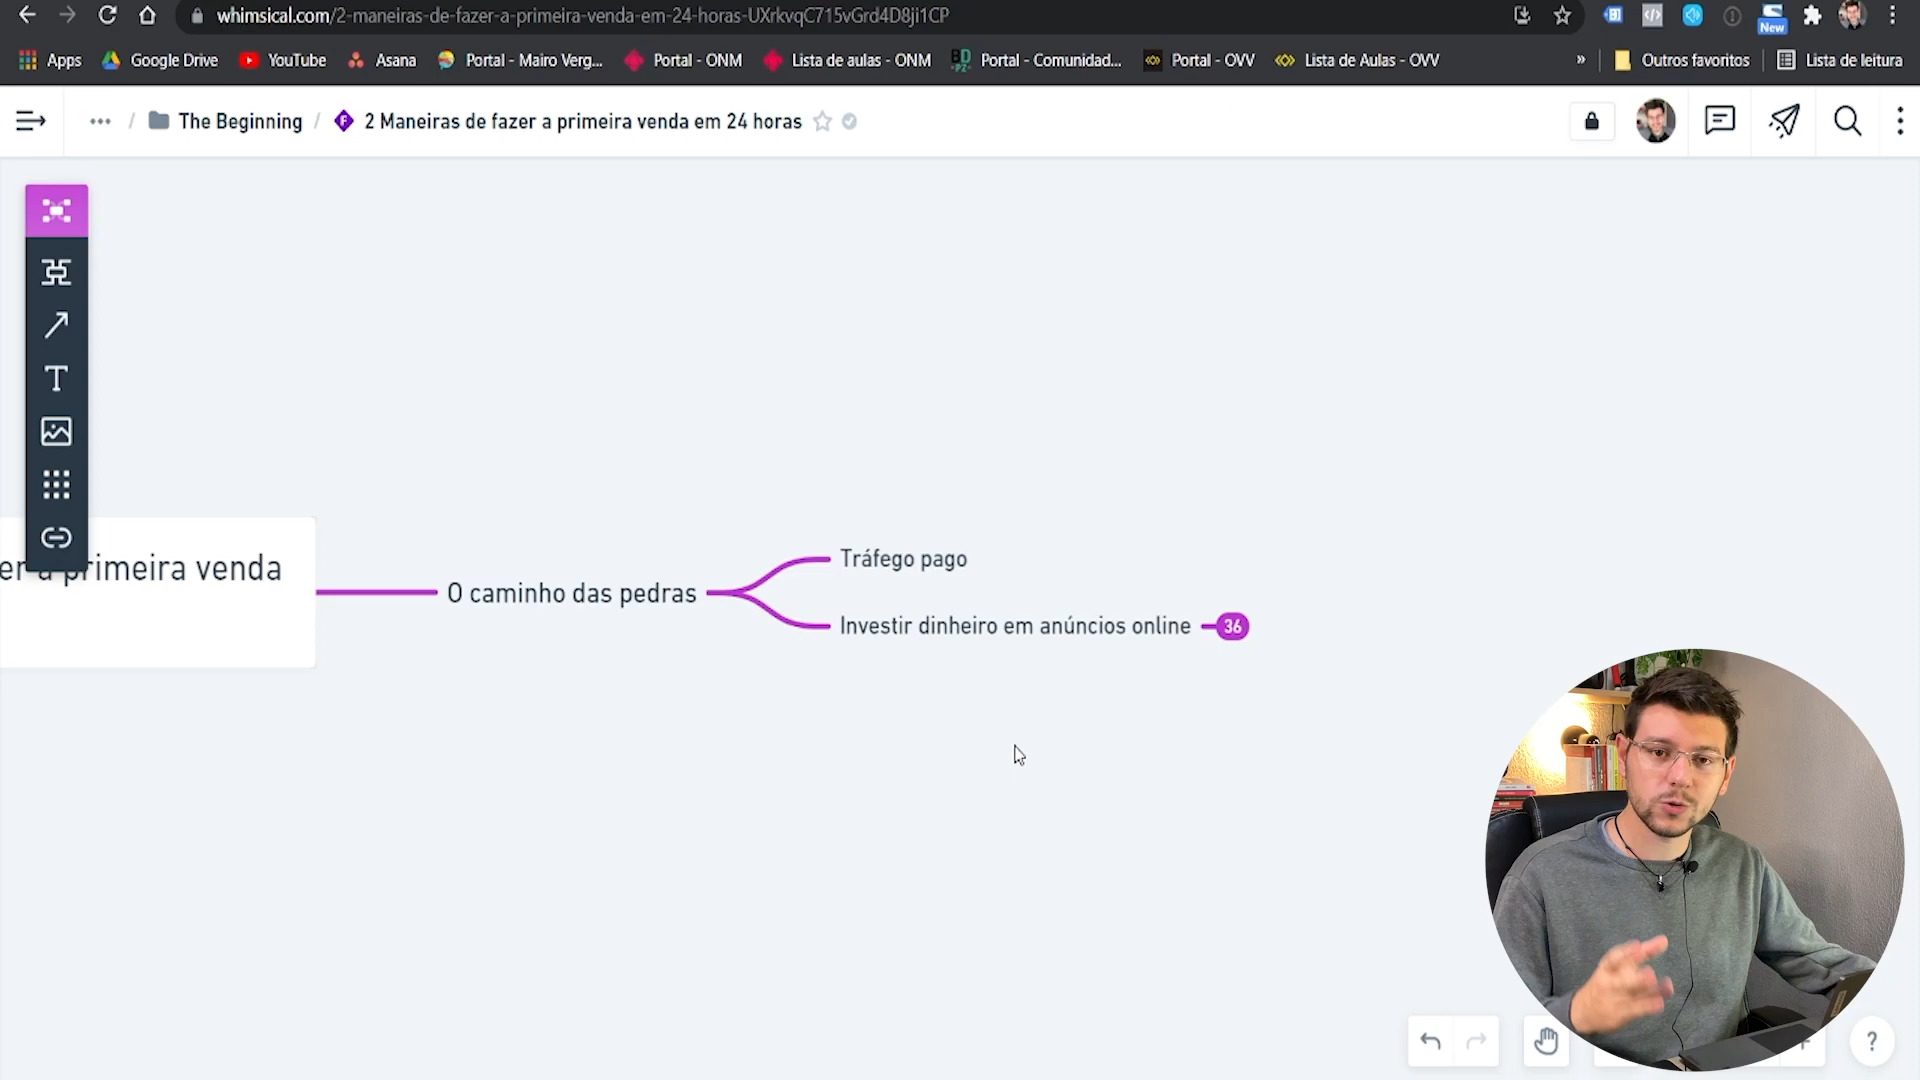 whimsical.com/2-maneiras-de-fazer-a-primeira-venda-em-24-horas-UXrkvqC715vGrd4D8ji1CP
New
Apps
Google Drive
YouTube
Asana
Portal - Mairo Verg...
Portal - ONM
Lista de aulas - ONM
Portal - Comunidad...
Portal - OVV
Lista de Aulas - OVV
»
Outros favoritos
Lista de leitura
... / The Beginning / 2 Maneiras de fazer a primeira venda em 24 horas
er a primeira venda
O caminho das pedras
Tráfego pago
Investir dinheiro em anúncios online
36